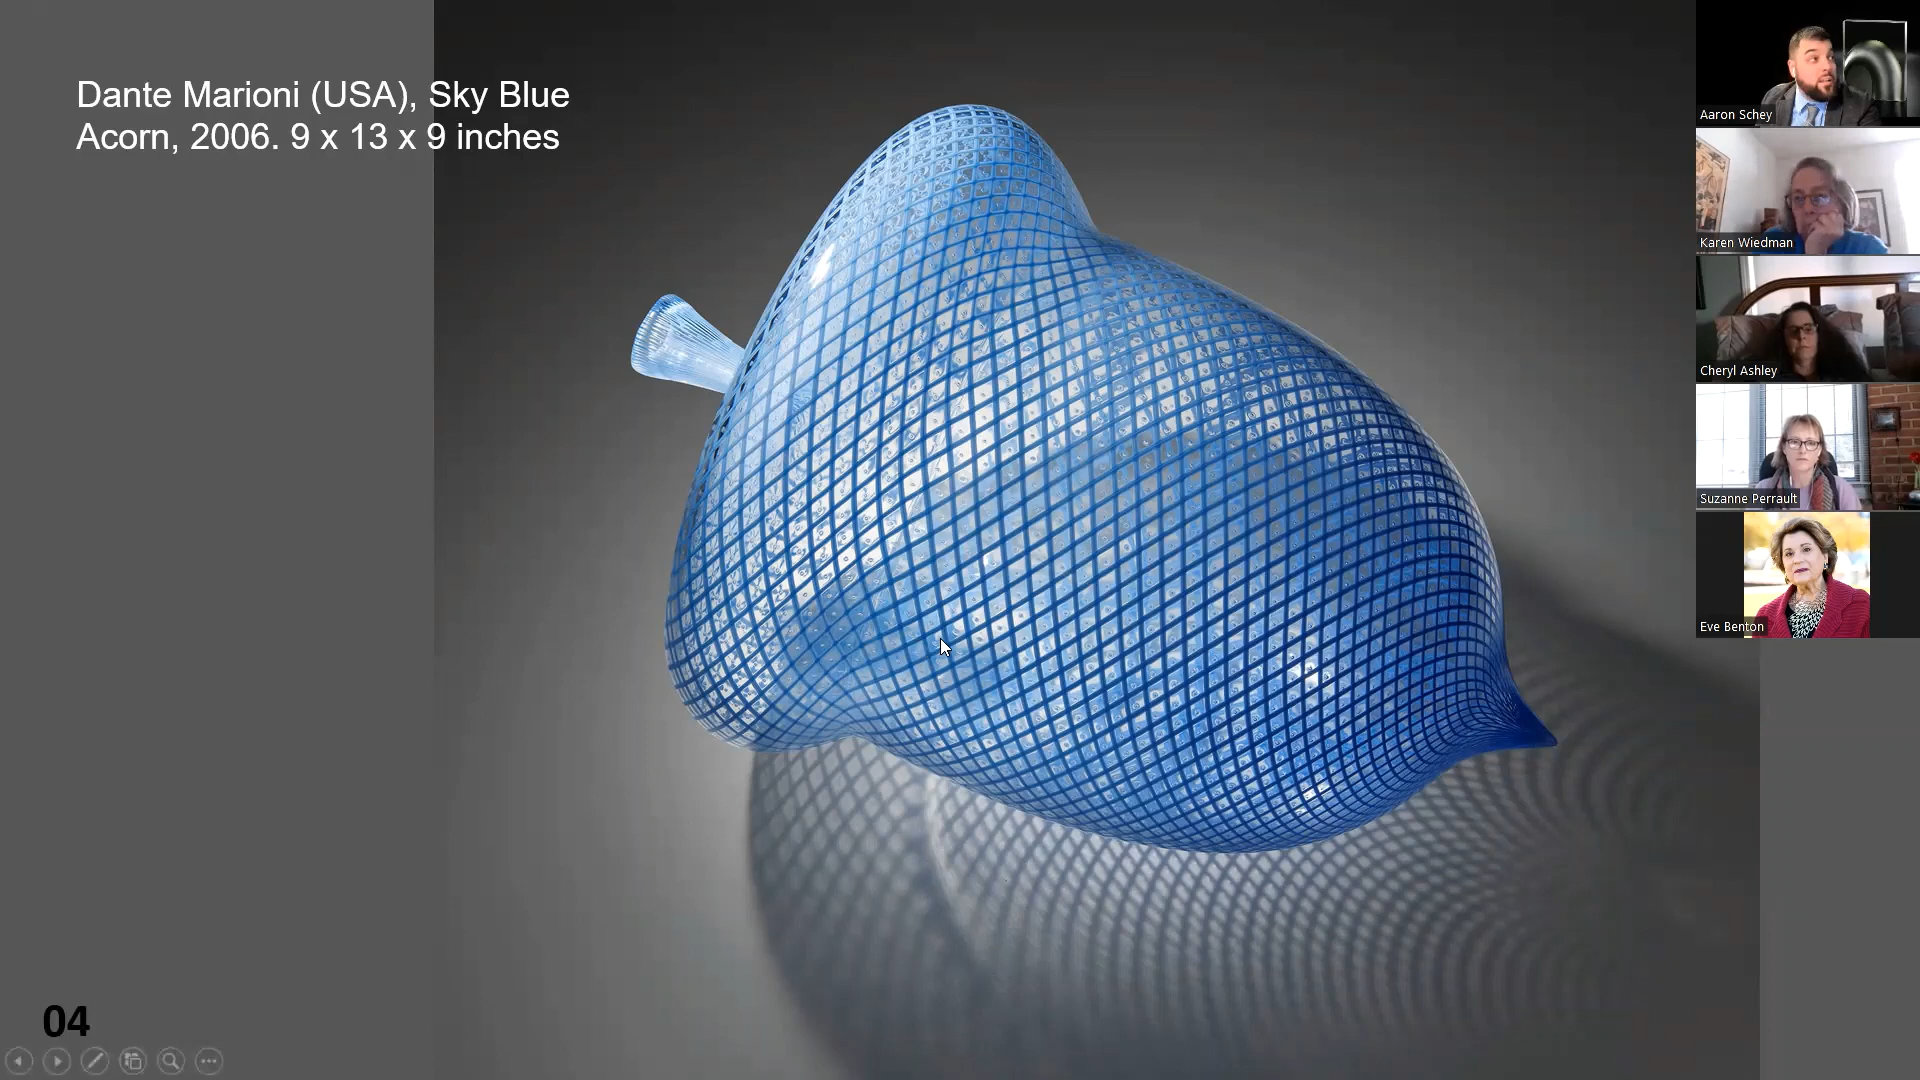 Dante Marioni (USA), Sky Blue
Acorn, 2006. 9 x 13 x 9 inches
Aaron Schey
Karen Wiedman
Cheryl Ashley
Suzanne Perrault
Eve Benton
04